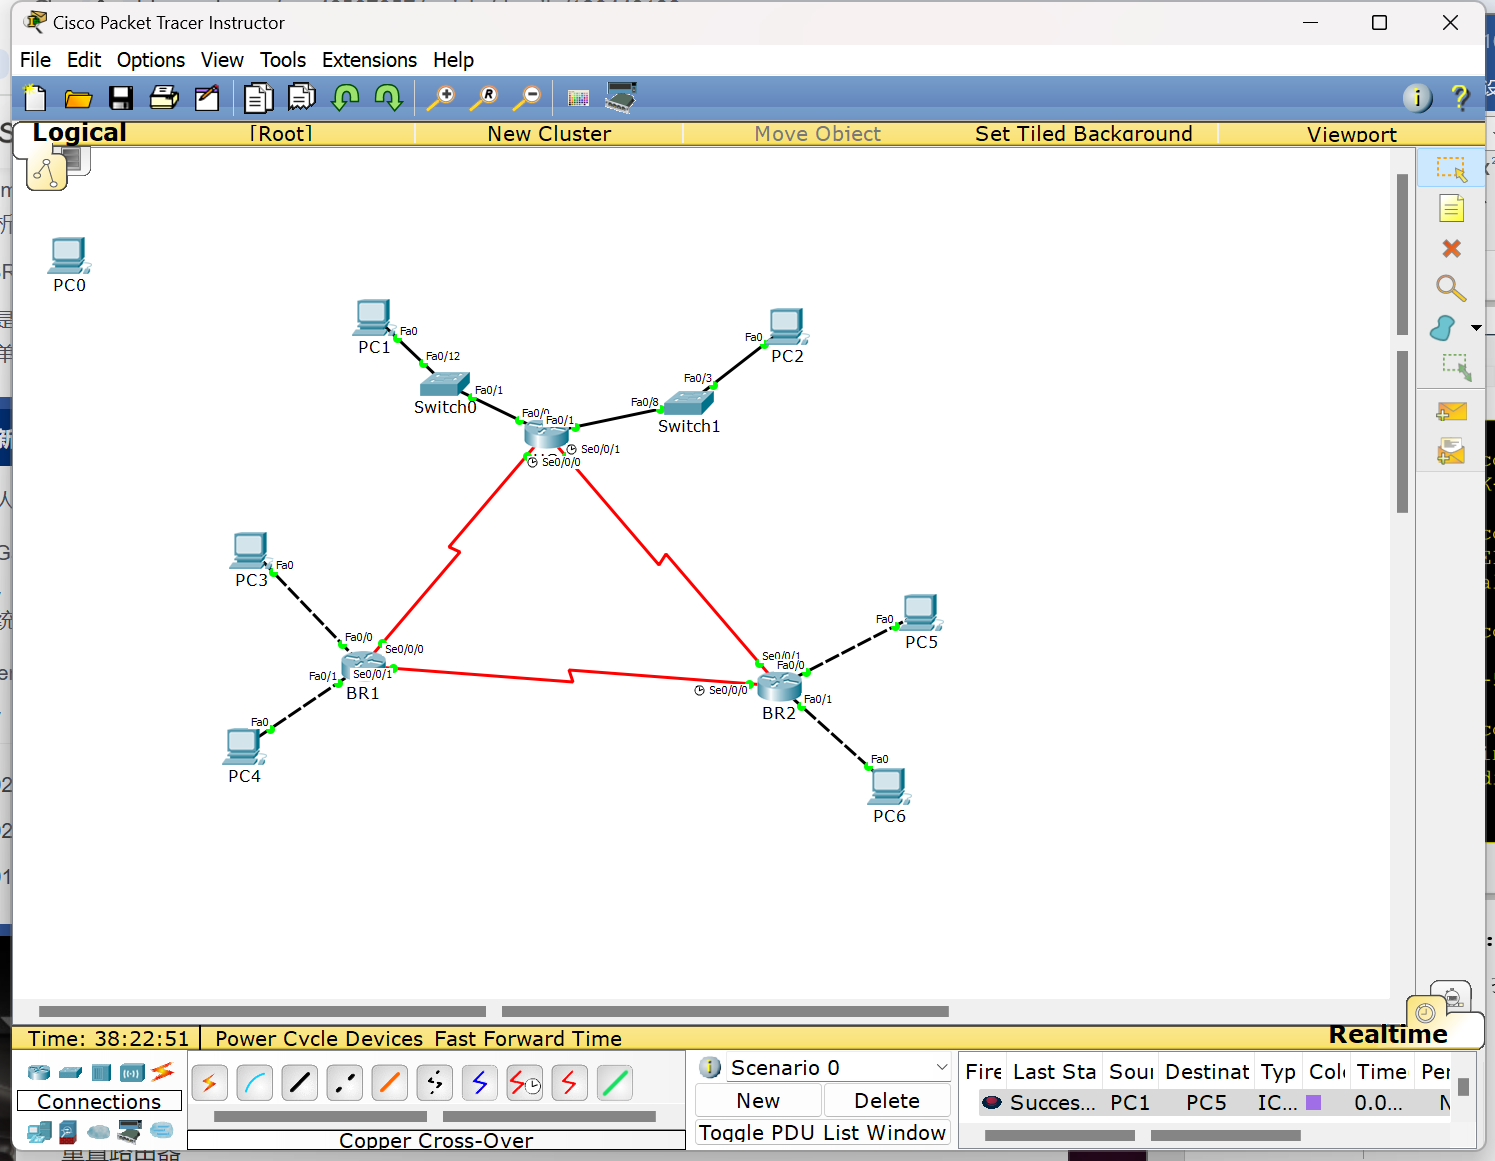 Cisco Packet Tracer Instructor
File Edit Options View Tools Extensions Help
Logical [Root] New Cluster Move Object Set Tiled Background Viewport
PC0
PC1
Fa0
Fa0/12
Switch0
Fa0/1
Fa0/0
Fa0/1
Fa0/8
Switch1
Fa0/3
Fa0
PC2
Se0/0/1
Se0/0/0
PC3
Fa0
Fa0/0
Se0/0/0
Fa0/1
Se0/0/1
BR1
Fa0
PC4
Se0/0/1
Fa0/0
Se0/0/0
Fa0/1
BR2
Fa0
PC5
Fa0
PC6
Time: 38:22:51 Power Cycle Devices Fast Forward Time
Realtime
Connections
Copper Cross-Over
Scenario 0
New Delete
Toggle PDU List Window
Fire Last Sta Sour Destinat Typ Col Time Per
Succes... PC1 PC5 IC... 0.0... N